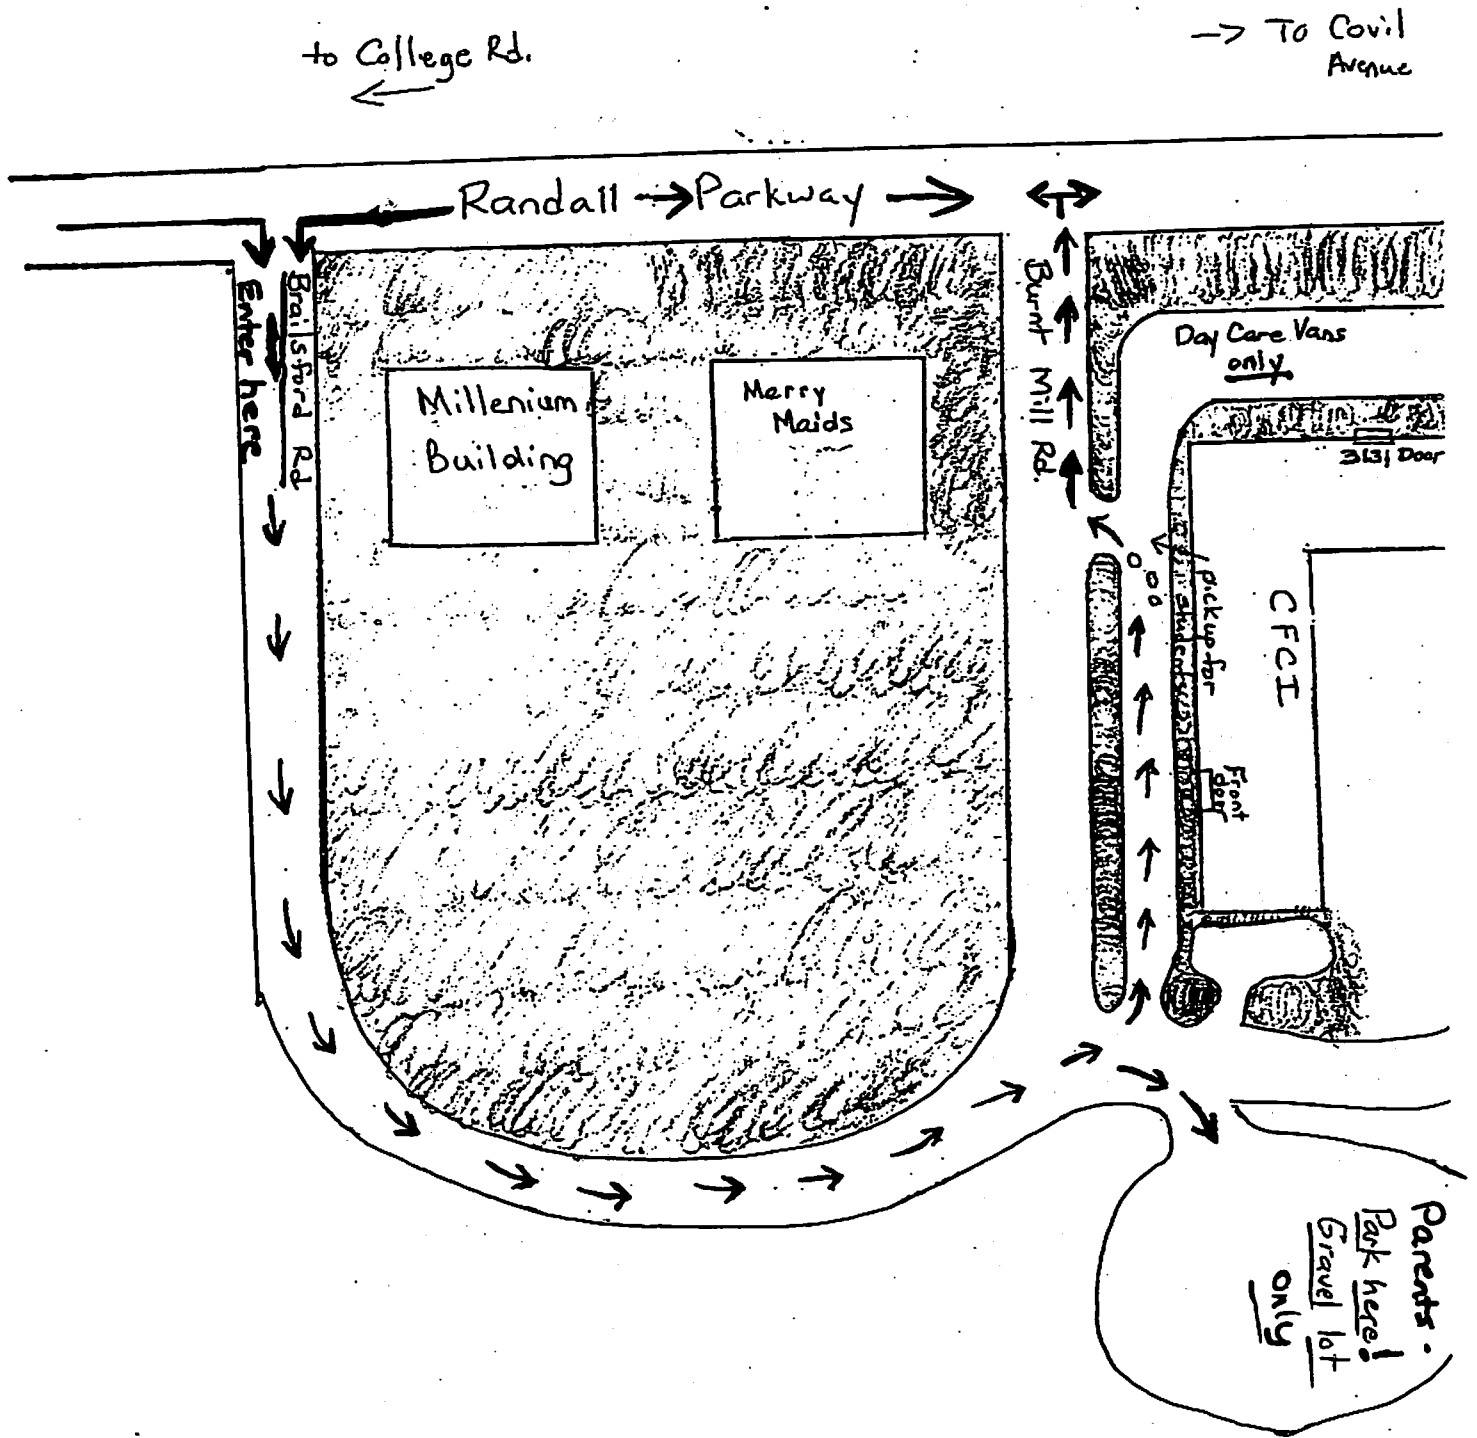 to College Rd.
-> To Covil
Avenue
Randall
Parkway
Brailsford Rd
Enter here
Burnt Mill Rd.
Day Care Vans
only
Millenium
Building
Merry
Maids
3131 Door
pickup for
students
CFCI
Front
door
Parents -
Park here!
Gravel lot
only